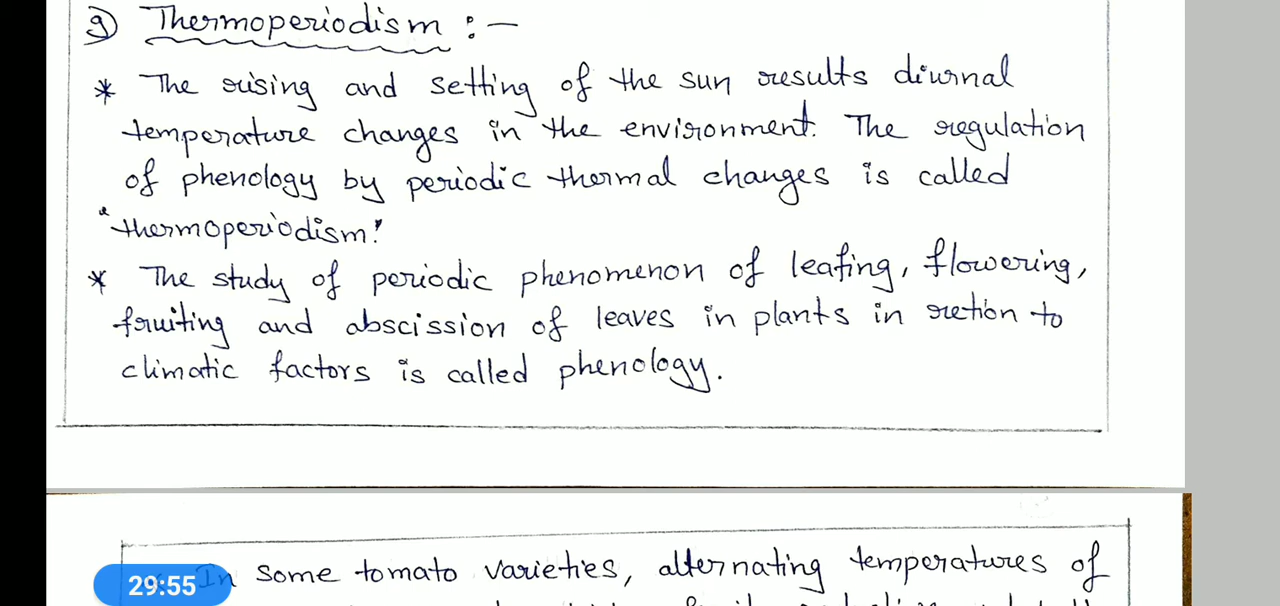 g) Thermoperiodism :-
* The rising and setting of the sun results diurnal
temperature changes in the environment. The regulation
of phenology by periodic thermal changes is called
"thermoperiodism".
* The study of periodic phenomenon of leafing, flowering,
fruiting and abscission of leaves in plants in retion to
climatic factors is called phenology.
In some tomato varieties, alternating temperatures of
29:55